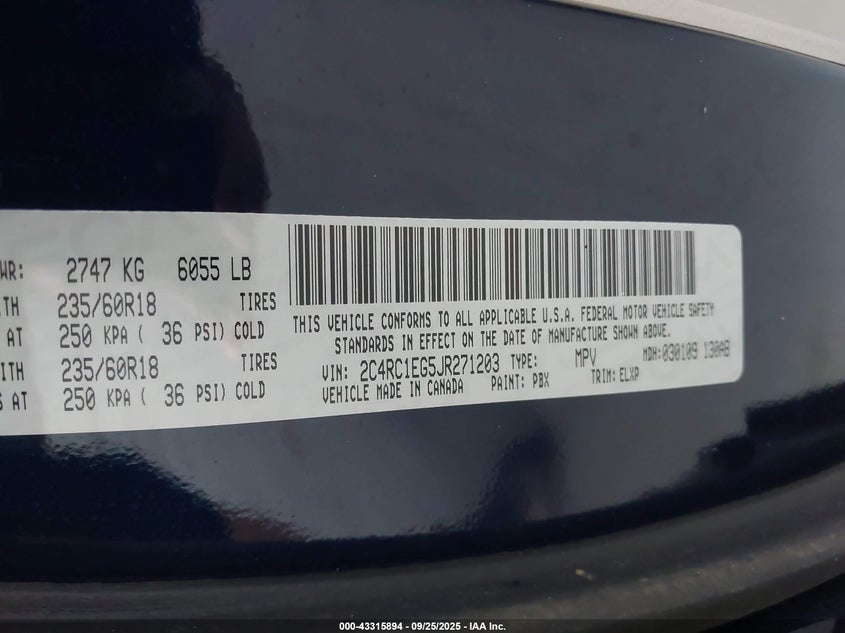 WR: 2747 KG 6055 LB
ITH 235/60R18 TIRES
AT 250 KPA ( 36 PSI) COLD
ITH 235/60R18 TIRES
S AT 250 KPA ( 36 PSI) COLD
THIS VEHICLE CONFORMS TO ALL APPLICABLE U.S.A. FEDERAL MOTOR VEHICLE SAFETY
STANDARDS IN EFFECT ON THE DATE OF MANUFACTURE SHOWN ABOVE.
VIN: 2C4RC1EG5JR271203 TYPE: MPV MDH:030109 130AB
VEHICLE MADE IN CANADA PAINT: PBX TRIM: ELXP
000-43315894 - 09/25/2025 - IAA Inc.